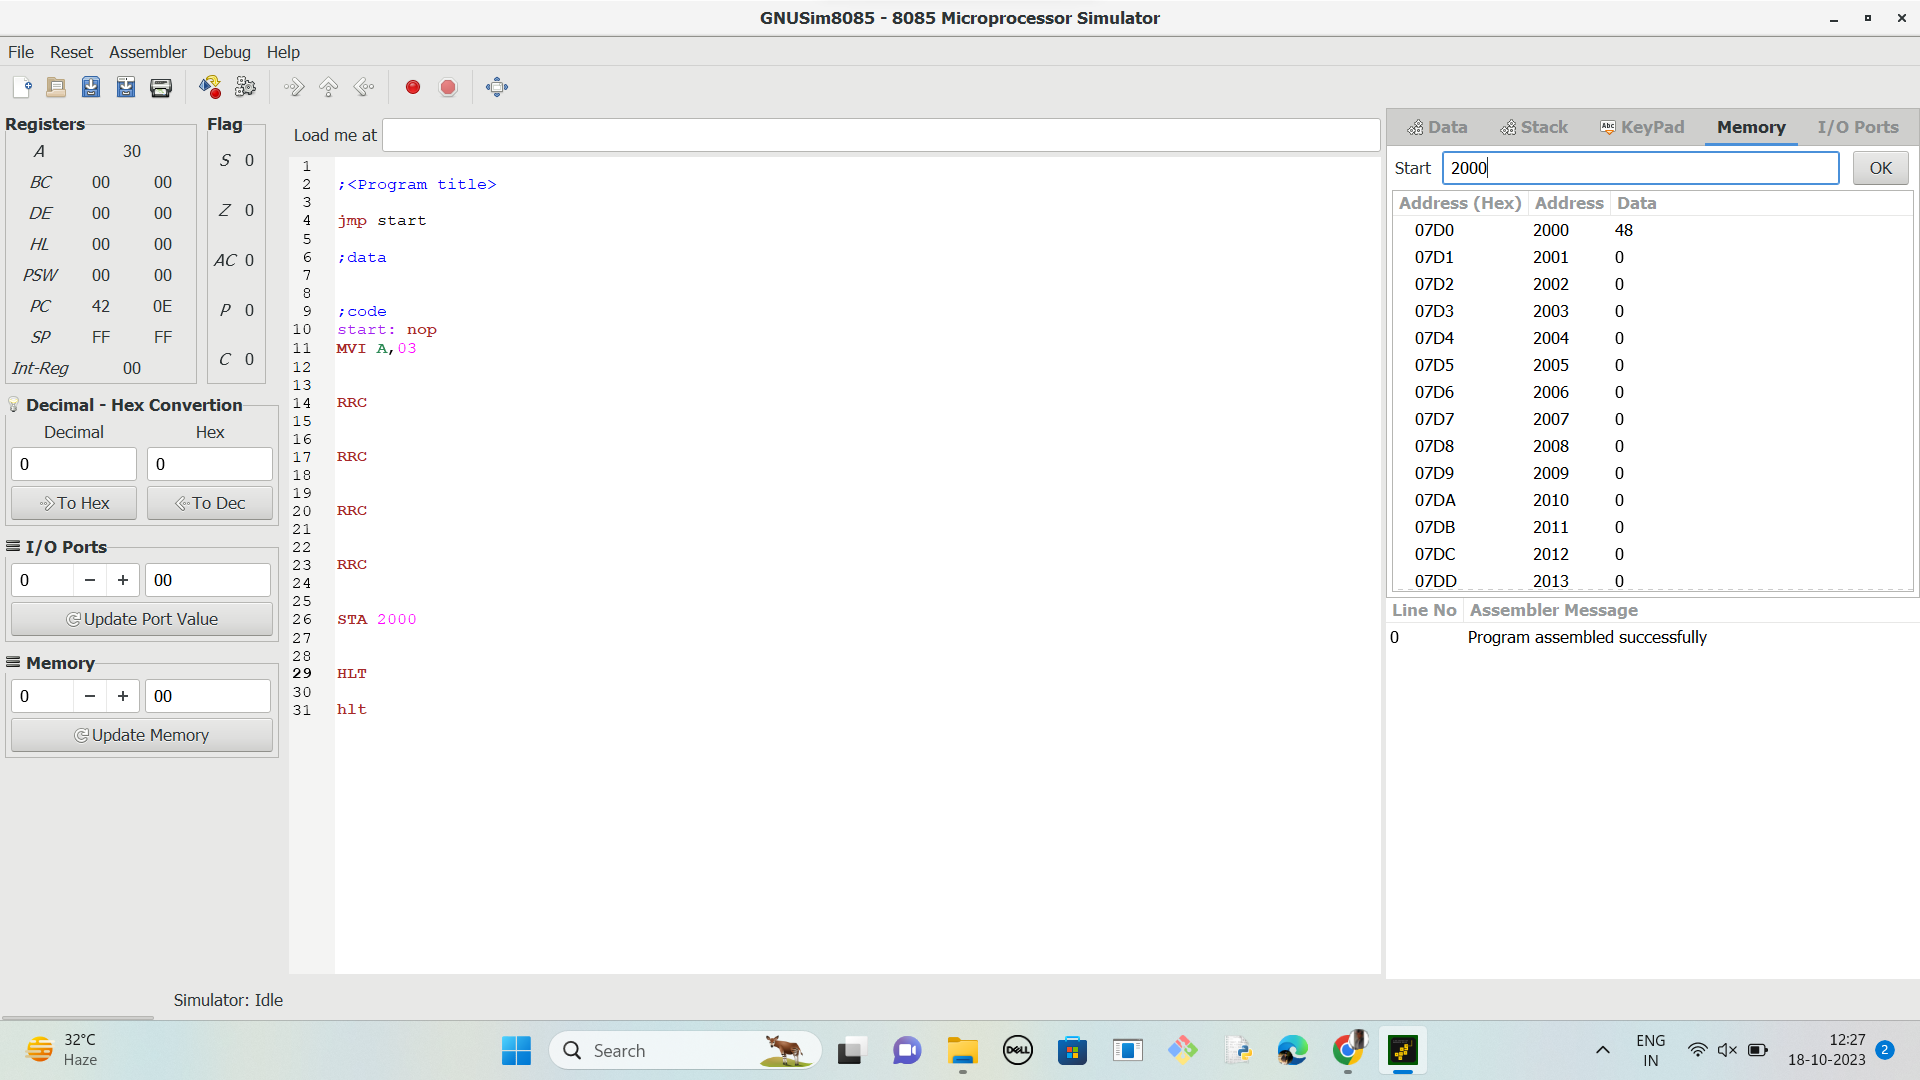 GNUSim8085 - 8085 Microprocessor Simulator
File Reset Assembler Debug Help
Load me at
Registers
A 30
BC 00 00
DE 00 00
HL 00 00
PSW 00 00
PC 42 0E
SP FF FF
Int-Reg 00
Flag
S 0
Z 0
AC 0
P 0
C 0
Decimal - Hex Convertion
Decimal Hex
0 0
To Hex To Dec
I/O Ports
0 − + 00
Update Port Value
Memory
0 − + 00
Update Memory
1
2 ;<Program title>
3
4 jmp start
5
6 ;data
7
8
9 ;code
10 start: nop
11 MVI A,03
12
13
14 RRC
15
16
17 RRC
18
19
20 RRC
21
22
23 RRC
24
25
26 STA 2000
27
28
29 HLT
30
31 hlt
Data Stack Abc KeyPad Memory I/O Ports
Start 2000 OK
Address (Hex) Address Data
07D0 2000 48
07D1 2001 0
07D2 2002 0
07D3 2003 0
07D4 2004 0
07D5 2005 0
07D6 2006 0
07D7 2007 0
07D8 2008 0
07D9 2009 0
07DA 2010 0
07DB 2011 0
07DC 2012 0
07DD 2013 0
Line No Assembler Message
0 Program assembled successfully
Simulator: Idle
32°C
Haze
Search
DELL
ENG
IN
12:27
18-10-2023
2